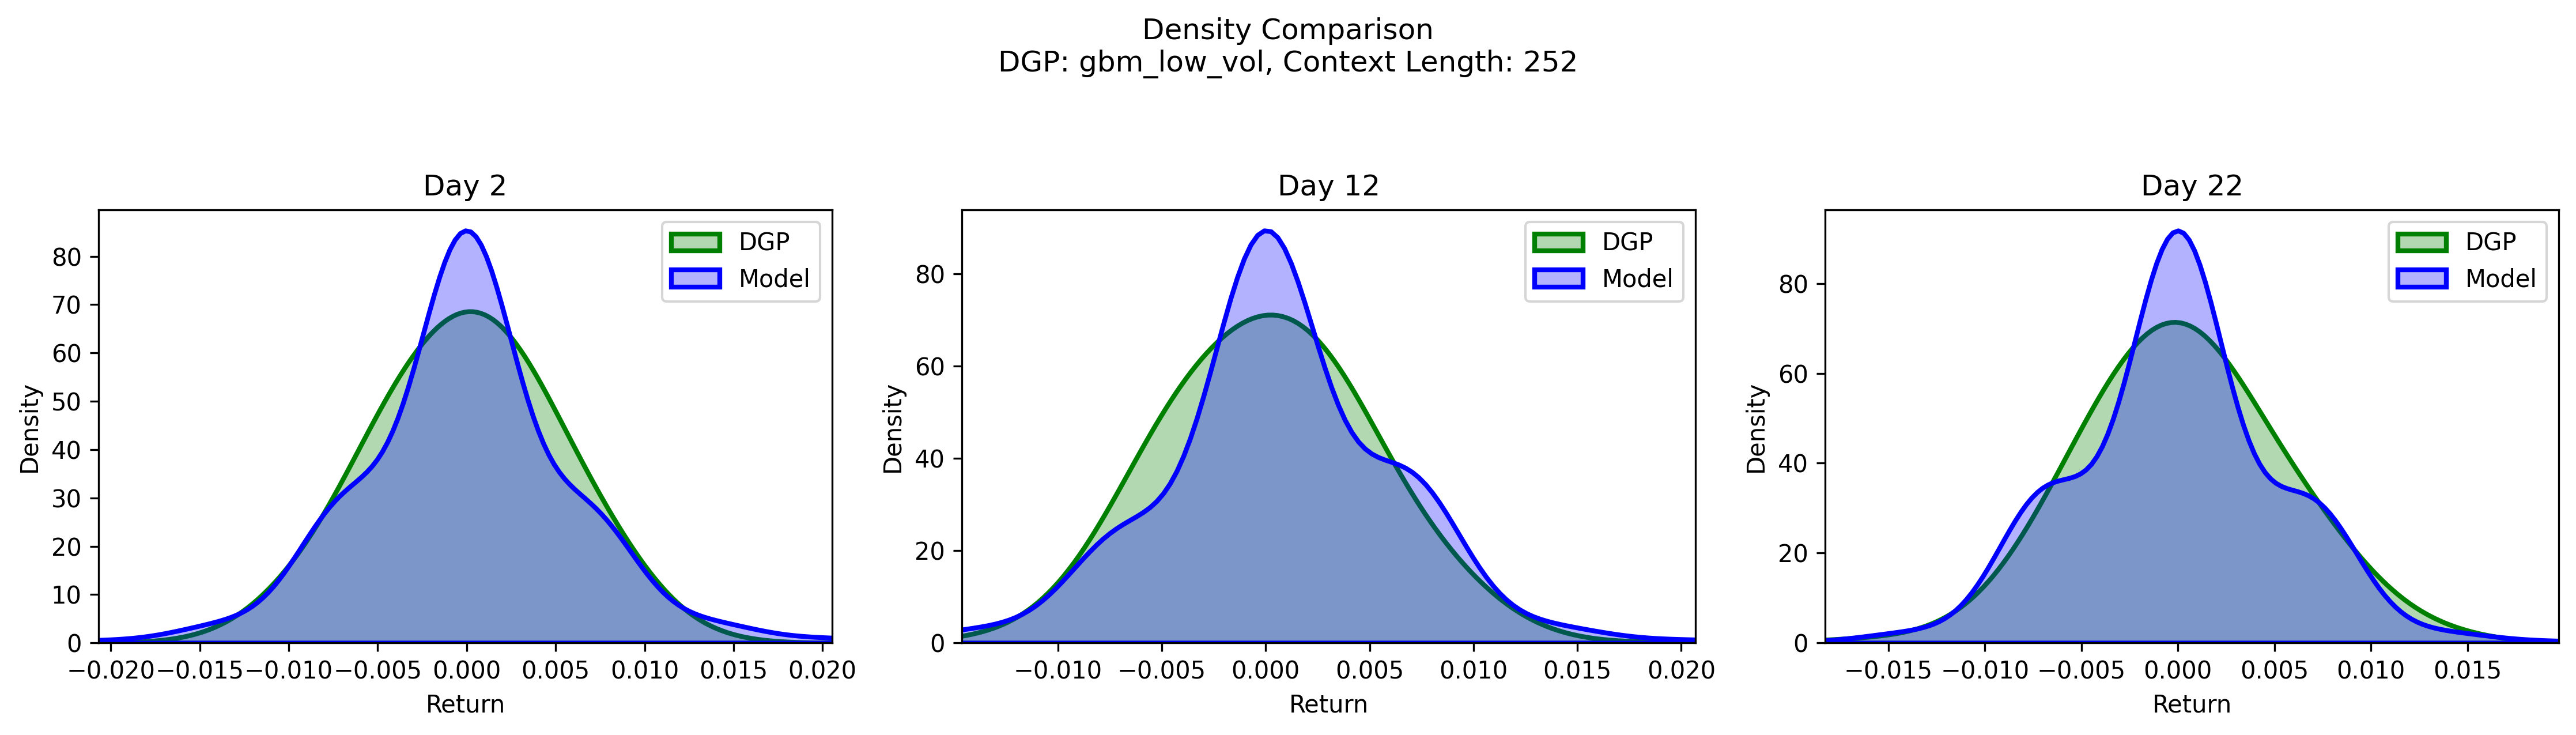 Density Comparison
DGP: gbm_low_vol, Context Length: 252
Day 2
Density
80
70
60
50
40
30
20
10
0
−0.020 −0.015 −0.010 −0.005 0.000 0.005 0.010 0.015 0.020
Return
DGP
Model
Day 12
Density
80
60
40
20
0
−0.010 −0.005 0.000 0.005 0.010 0.015 0.020
Return
DGP
Model
Day 22
Density
80
60
40
20
0
−0.015 −0.010 −0.005 0.000 0.005 0.010 0.015
Return
DGP
Model